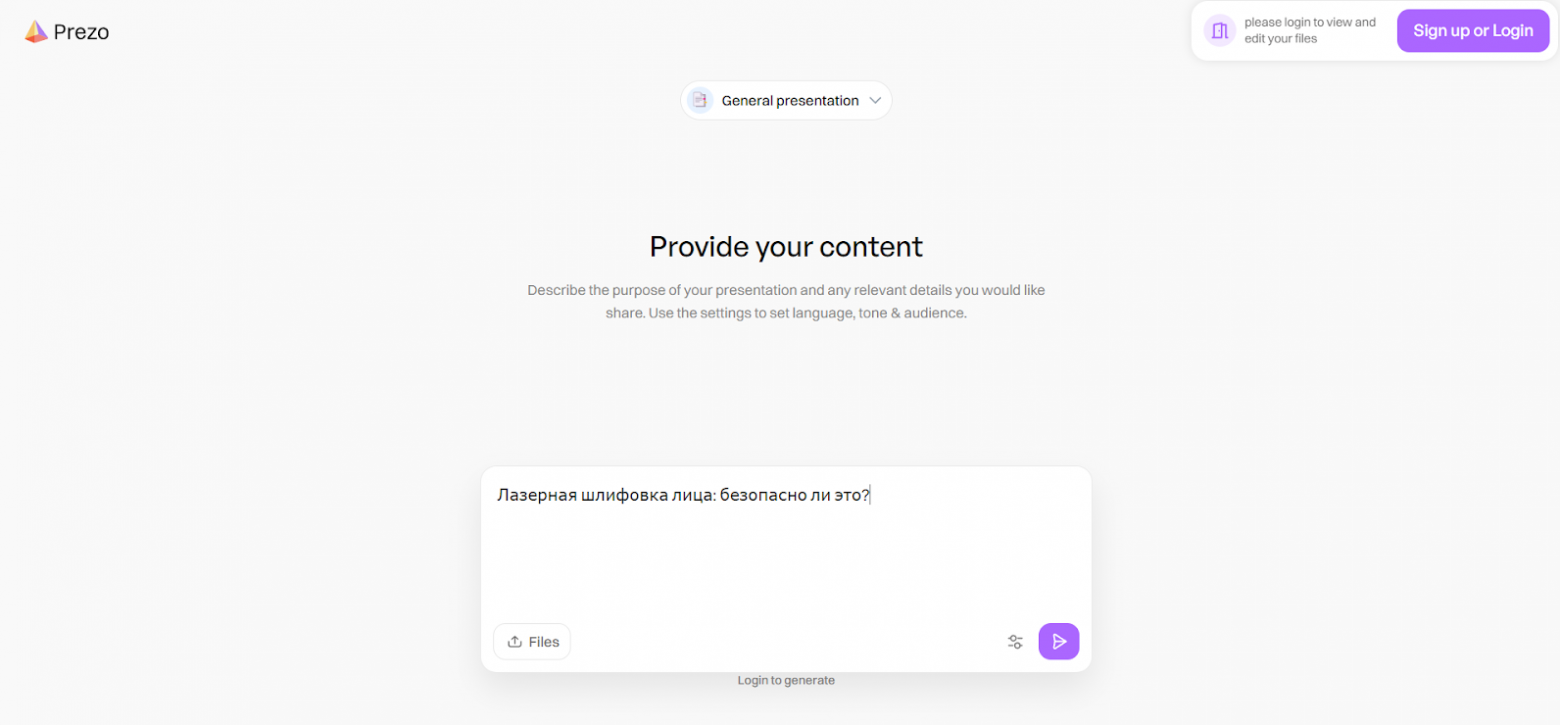 Prezo
please login to view and
edit your files
Sign up or Login
General presentation
Provide your content
Describe the purpose of your presentation and any relevant details you would like
share. Use the settings to set language, tone & audience.
Лазерная шлифовка лица: безопасно ли это?
Files
Login to generate